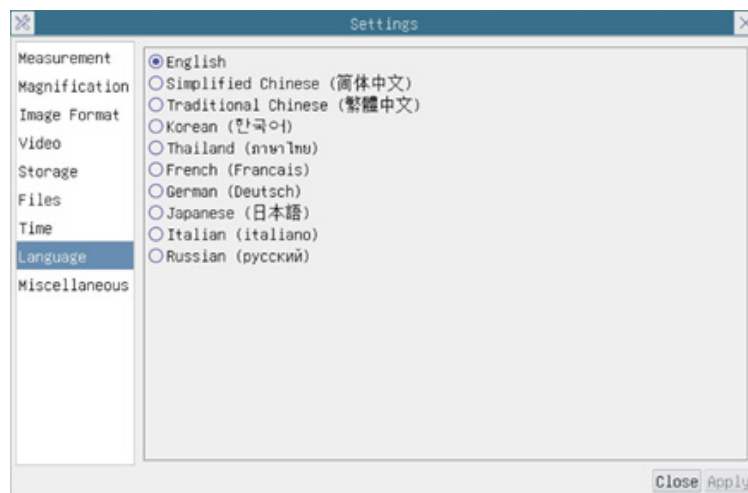 Settings
Measurement
Magnification
Image Format
Video
Storage
Files
Time
Language
Miscellaneous
English
Simplified Chinese (简体中文)
Traditional Chinese (繁體中文)
Korean (한국어)
Thailand (ภาษาไทย)
French (Francais)
German (Deutsch)
Japanese (日本語)
Italian (italiano)
Russian (русский)
Close Apply